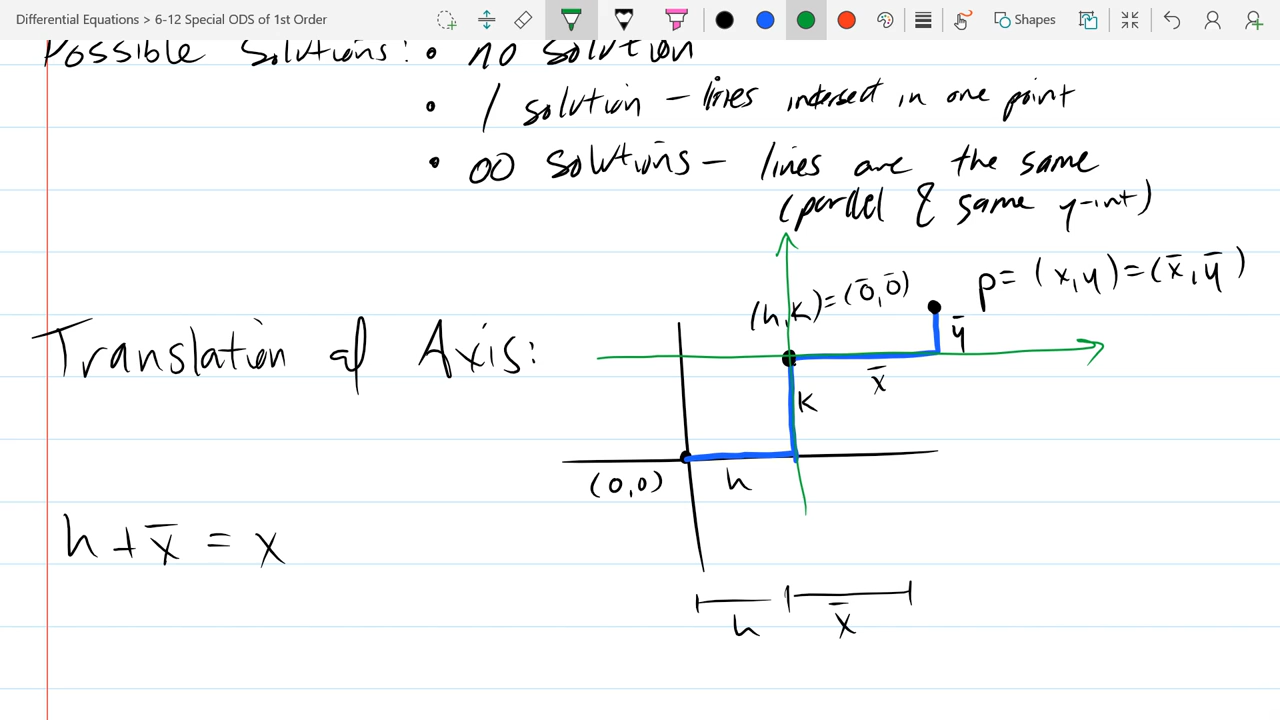 Differential Equations > 6-12 Special ODS of 1st Order
Shapes
Possible Solutions: • no solution
• 1 solution – lines intersect in one point
• ∞ solutions – lines are the same
(parallel & same y-int)
p = (x,y) = (x̄,ȳ)
(h,k) = (0̄,0̄)
ȳ
Translation of Axis:
x̄
k
(0,0)
h
h + x̄ = x
h
x̄